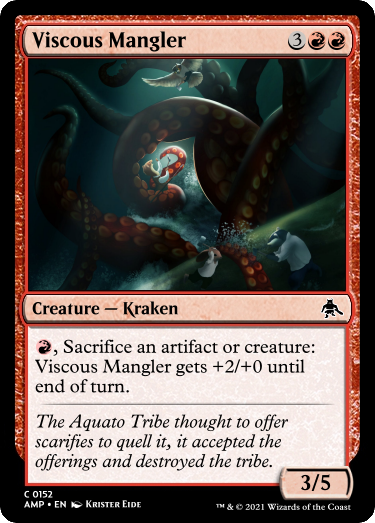 Viscous Mangler 3
Creature — Kraken
, Sacrifice an artifact or creature:
Viscous Mangler gets +2/+0 until
end of turn.
The Aquato Tribe thought to offer
scarifies to quell it, it accepted the
offerings and destroyed the tribe.
3/5
C 0152
AMP • EN Krister Eide
™ & © 2021 Wizards of the Coast